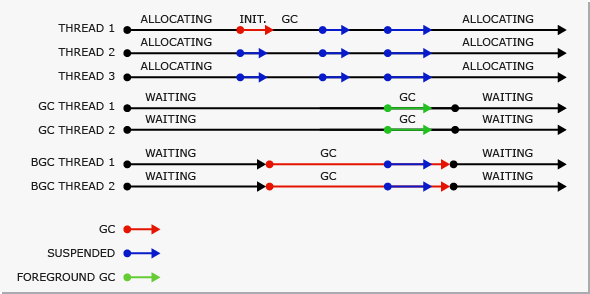 THREAD 1 ALLOCATING INIT. GC ALLOCATING
THREAD 2 ALLOCATING ALLOCATING
THREAD 3 ALLOCATING ALLOCATING
GC THREAD 1 WAITING GC WAITING
GC THREAD 2 WAITING GC WAITING
BGC THREAD 1 WAITING GC WAITING
BGC THREAD 2 WAITING GC WAITING
GC
SUSPENDED
FOREGROUND GC